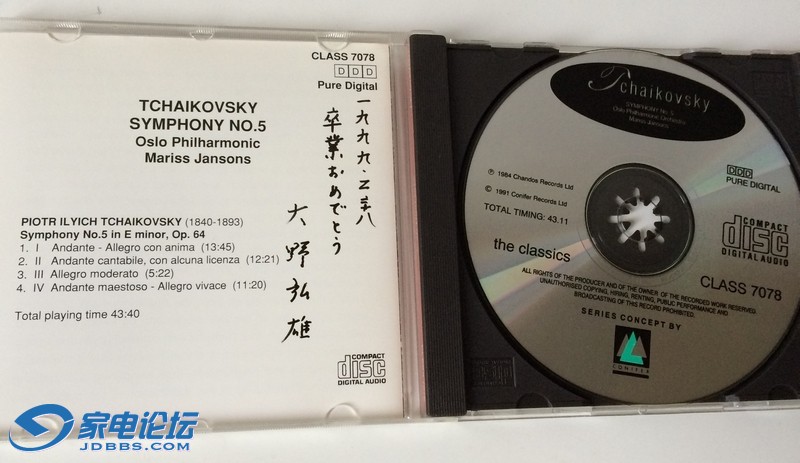 CLASS 7078
DDD
Pure Digital
TCHAIKOVSKY
SYMPHONY NO.5
Oslo Philharmonic
Mariss Jansons
PIOTR ILYICH TCHAIKOVSKY (1840-1893)
Symphony No.5 in E minor, Op. 64
1. I Andante - Allegro con anima (13:45)
2. II Andante cantabile, con alcuna licenza (12:21)
3. III Allegro moderato (5:22)
4. IV Andante maestoso - Allegro vivace (11:20)
Total playing time 43:40
一九九九・二・
卒業おめでとう
大野弘雄
COMPACT
disc
DIGITAL AUDIO
Tchaikovsky
SYMPHONY No. 5
Oslo Philharmonic Orchestra
Mariss Jansons
DDD
PURE DIGITAL
℗ 1984 Chandos Records Ltd
© 1991 Conifer Records Ltd
TOTAL TIMING: 43.11
COMPACT
disc
DIGITAL AUDIO
the classics
CLASS 7078
ALL RIGHTS OF THE PRODUCER AND OF THE OWNER OF THE RECORDED WORK RESERVED.
UNAUTHORISED COPYING, HIRING, RENTING, PUBLIC PERFORMANCE AND
BROADCASTING OF THIS RECORD PROHIBITED.
SERIES CONCEPT BY
CONIFER
家电论坛
JDBBS.COM